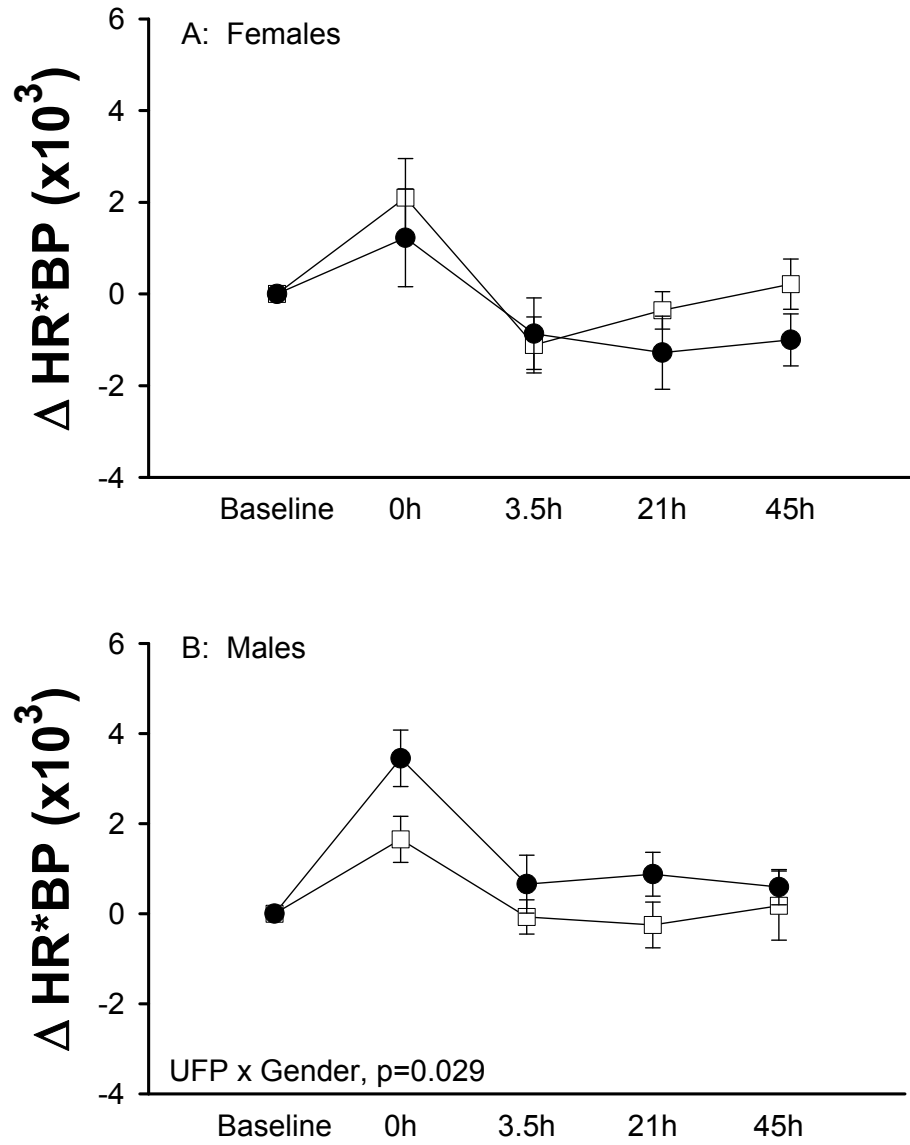 A: Females
Δ HR*BP (x10³)
6
4
2
0
-2
-4
Baseline 0h 3.5h 21h 45h
B: Males
Δ HR*BP (x10³)
6
4
2
0
-2
-4
UFP x Gender, p=0.029
Baseline 0h 3.5h 21h 45h